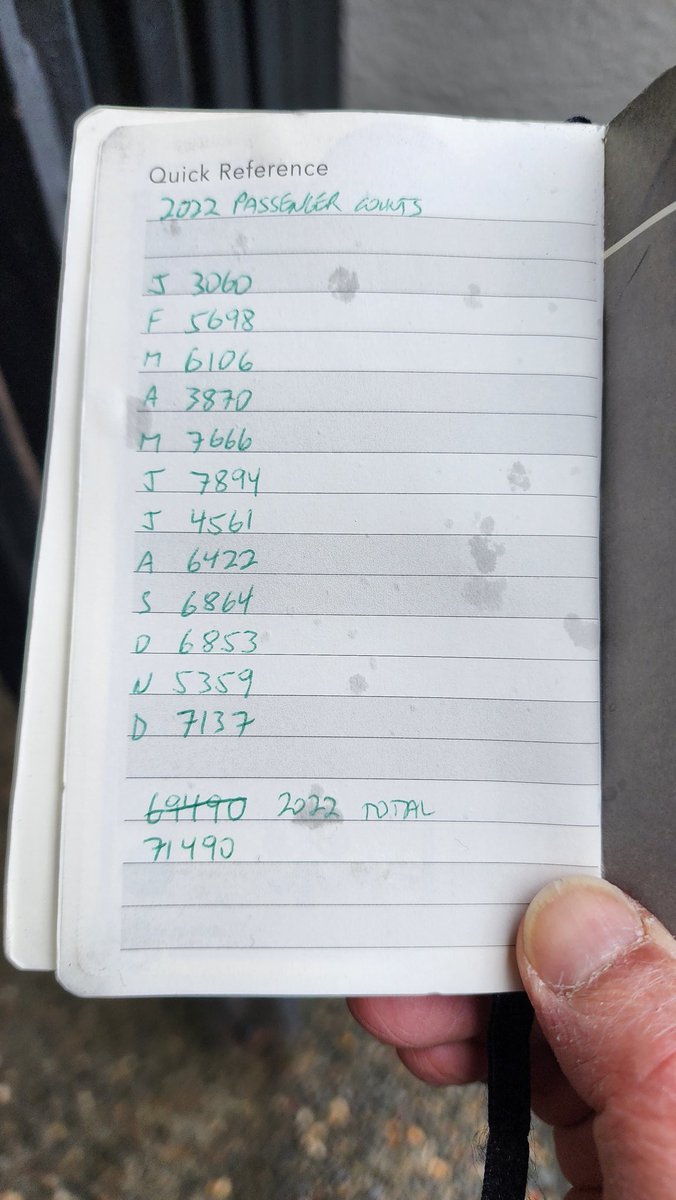 Quick Reference
2022 PASSENGER COUNTS
J 3060
F 5698
M 6106
A 3870
M 7666
J 7894
J 4561
A 6422
S 6864
O 6853
N 5359
D 7137
69490 2022 TOTAL
71490